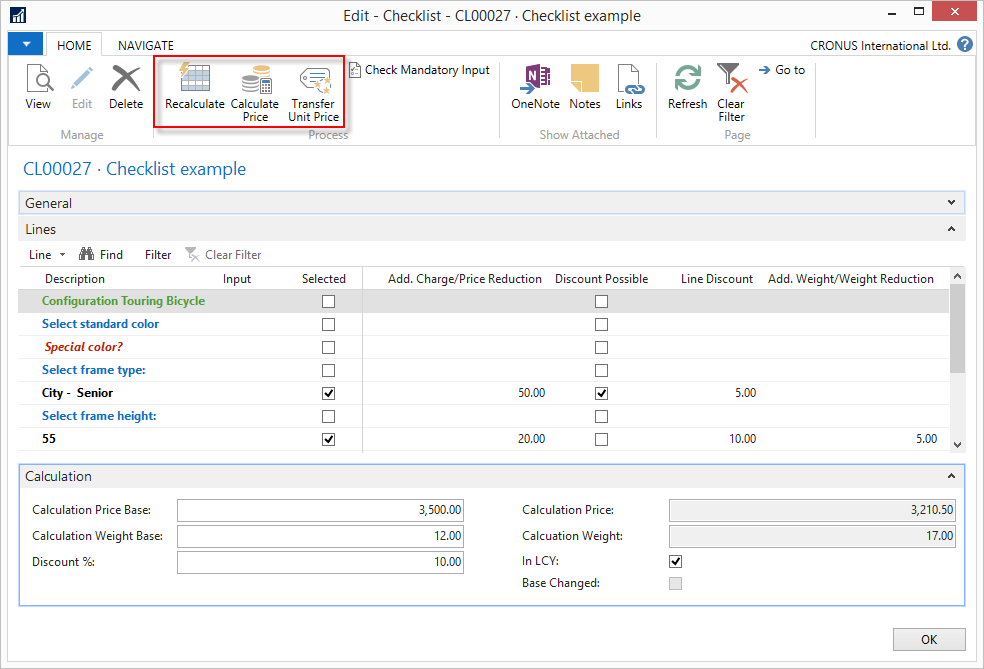 Edit - Checklist - CL00027 · Checklist example
HOME NAVIGATE CRONUS International Ltd. ?
View Edit Delete Recalculate Calculate Price Transfer Unit Price Check Mandatory Input OneNote Notes Links Refresh Clear Filter Go to
Manage Process Show Attached Page
CL00027 · Checklist example
General
Lines
Line Find Filter Clear Filter
Description Input Selected Add. Charge/Price Reduction Discount Possible Line Discount Add. Weight/Weight Reduction
Configuration Touring Bicycle
Select standard color
Special color?
Select frame type:
City - Senior 50.00 5.00
Select frame height:
55 20.00 10.00 5.00
Calculation
Calculation Price Base: 3,500.00 Calculation Price: 3,210.50
Calculation Weight Base: 12.00 Calcuation Weight: 17.00
Discount %: 10.00 In LCY:
Base Changed:
OK